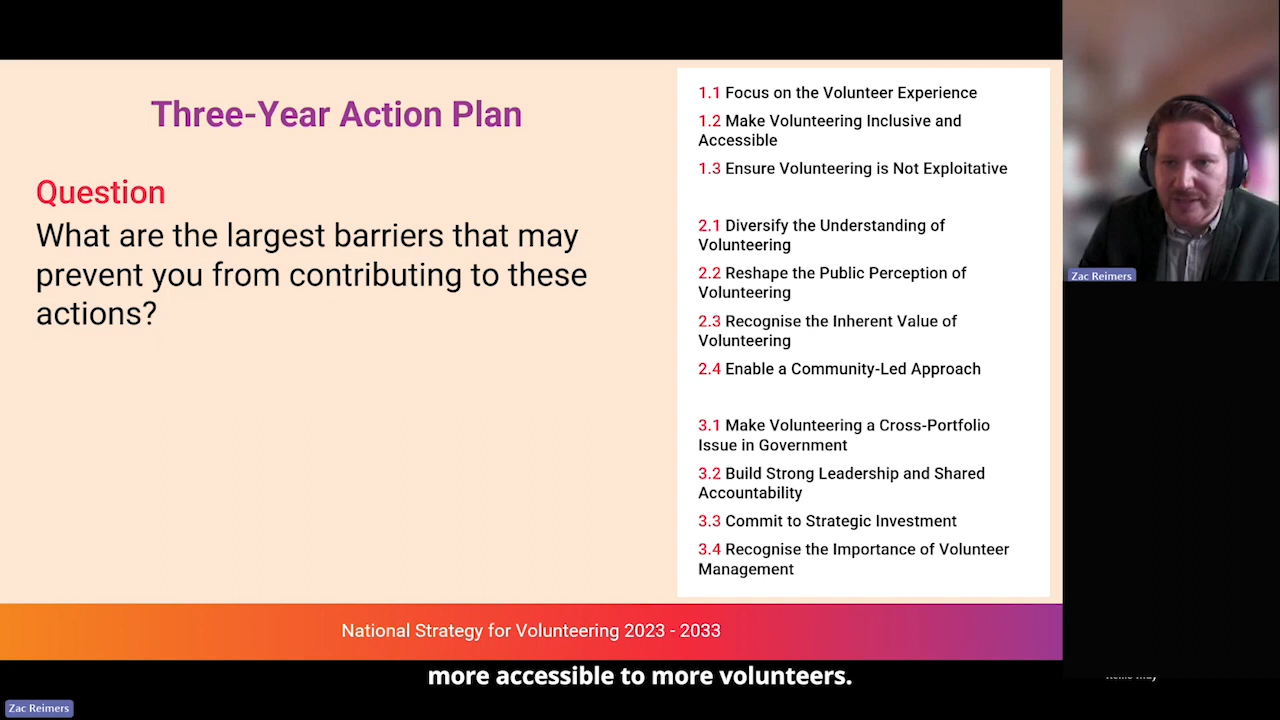 Three-Year Action Plan
Question
What are the largest barriers that may
prevent you from contributing to these
actions?
1.1 Focus on the Volunteer Experience
1.2 Make Volunteering Inclusive and
Accessible
1.3 Ensure Volunteering is Not Exploitative
2.1 Diversify the Understanding of
Volunteering
2.2 Reshape the Public Perception of
Volunteering
2.3 Recognise the Inherent Value of
Volunteering
2.4 Enable a Community-Led Approach
3.1 Make Volunteering a Cross-Portfolio
Issue in Government
3.2 Build Strong Leadership and Shared
Accountability
3.3 Commit to Strategic Investment
3.4 Recognise the Importance of Volunteer
Management
National Strategy for Volunteering 2023 - 2033
Zac Reimers
more accessible to more volunteers.
Zac Reimers